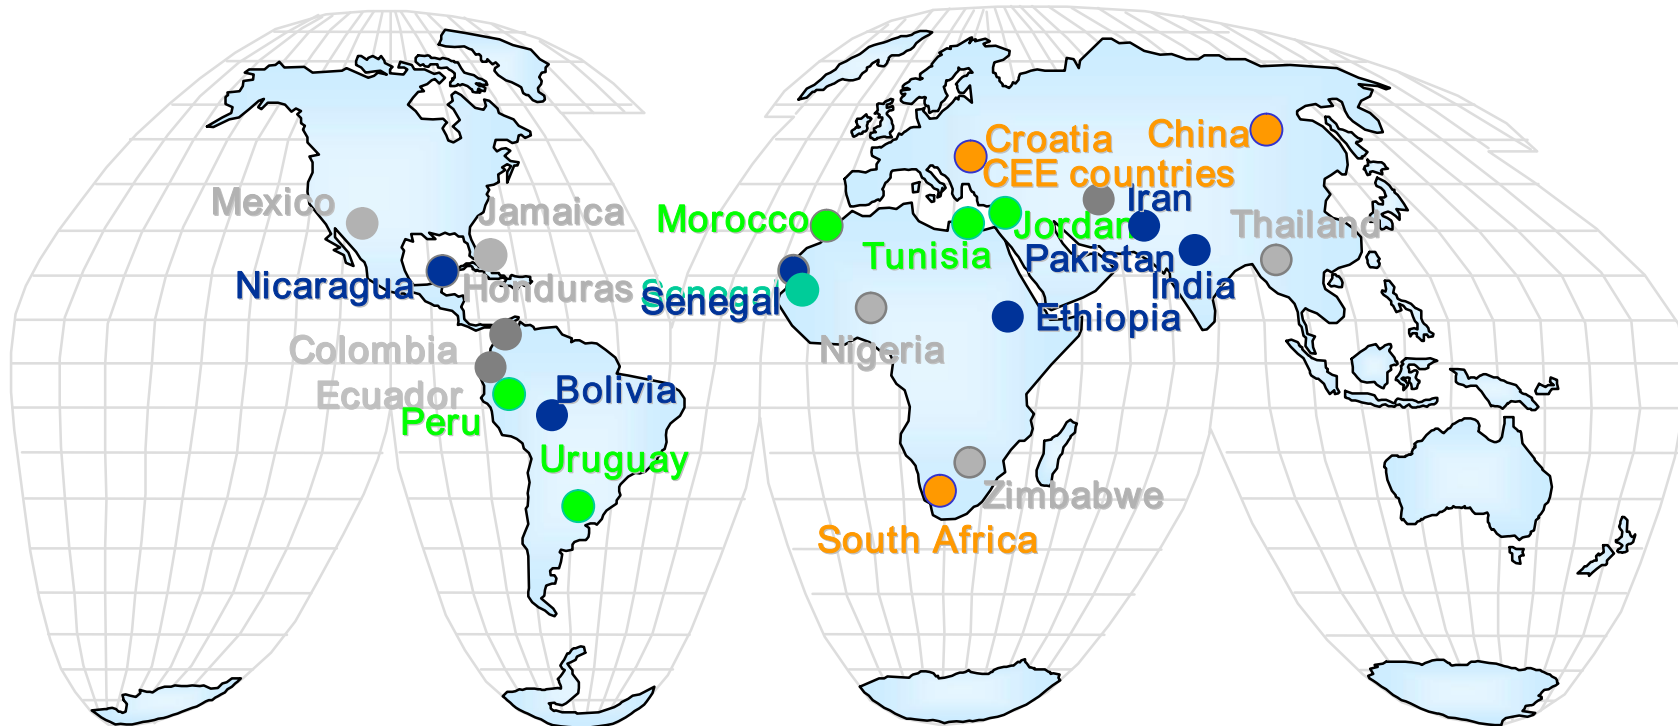 Croatia
China
CEE countries
Mexico
Jamaica
Iran
Morocco
Jordan
Thailand
Tunisia
Pakistan
Nicaragua
Honduras
Senegal
Senegal
India
Ethiopia
Colombia
Nigeria
Ecuador
Bolivia
Peru
Uruguay
Zimbabwe
South Africa